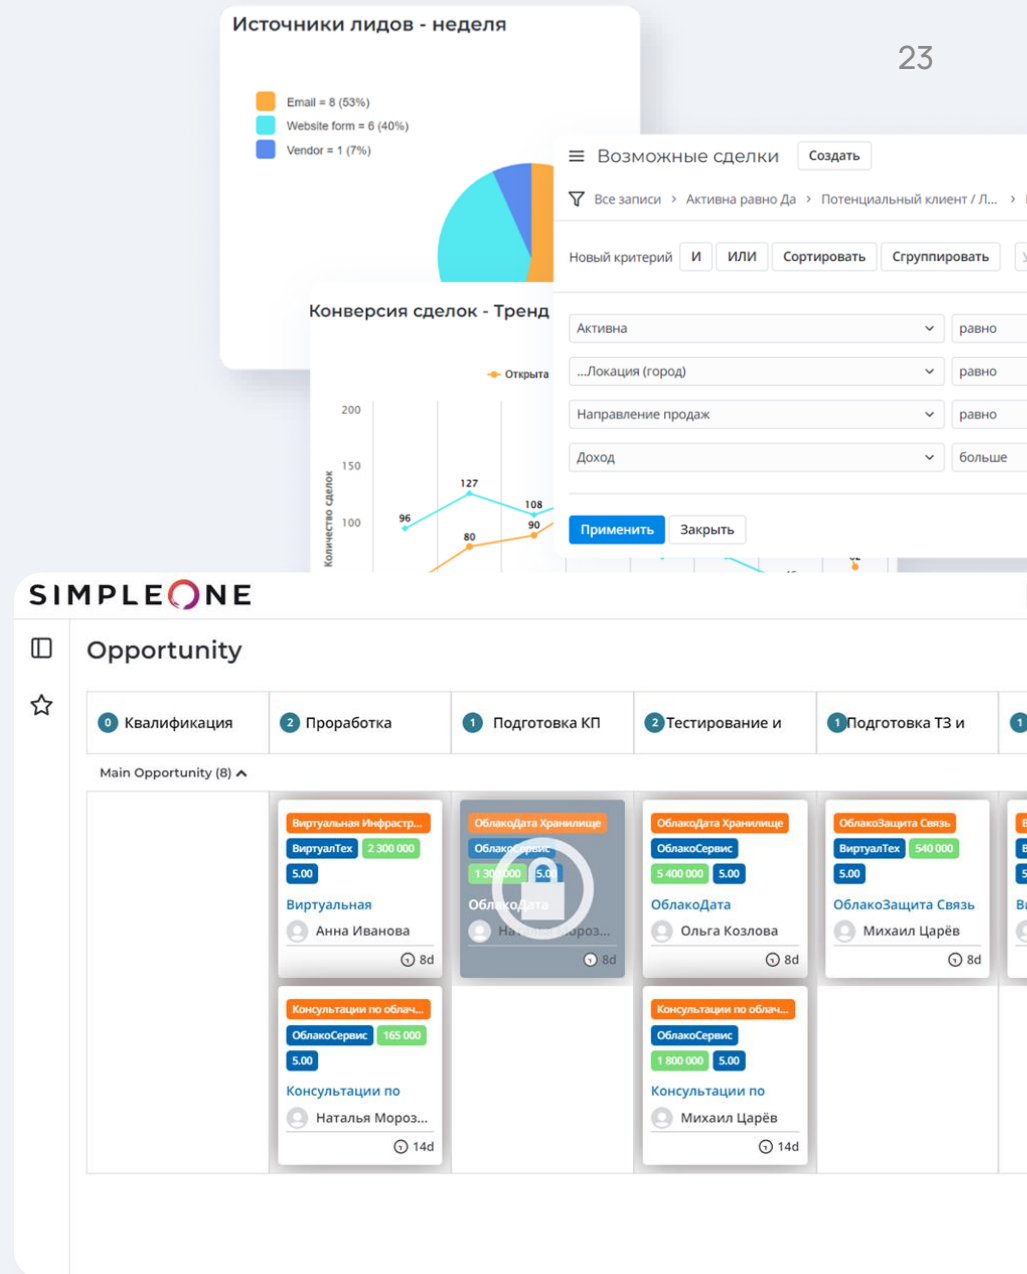 Источники лидов - неделя
23
Email = 8 (53%)
Website form = 6 (40%)
Vendor = 1 (7%)
Возможные сделки Создать
Все записи > Активна равно Да > Потенциальный клиент / Л... >
Новый критерий И ИЛИ Сортировать Сгруппировать
Активна равно
...Локация (город) равно
Направление продаж равно
Доход больше
Применить Закрыть
Конверсия сделок - Тренд
Открыта
Количество сделок
200
150
100
96
127
108
80
90
SIMPLEONE
Opportunity
0 Квалификация
2 Проработка
1 Подготовка КП
2 Тестирование и
1 Подготовка ТЗ и
1
Main Opportunity (8)
Виртуальная Инфрастр...
ВиртуалТех 2 300 000
5.00
Виртуальная
Анна Иванова
8d
Консультации по облач...
ОблакоСервис 165 000
5.00
Консультации по
Наталья Мороз...
14d
ОблакоДата Хранилище
ОблакоСервис
5.00
ОблакоДата
8d
ОблакоДата Хранилище
ОблакоСервис
5 400 000 5.00
ОблакоДата
Ольга Козлова
8d
Консультации по облач...
ОблакоСервис
1 800 000 5.00
Консультации по
Михаил Царёв
14d
ОблакоЗащита Связь
ВиртуалТех 540 000
5.00
ОблакоЗащита Связь
Михаил Царёв
8d